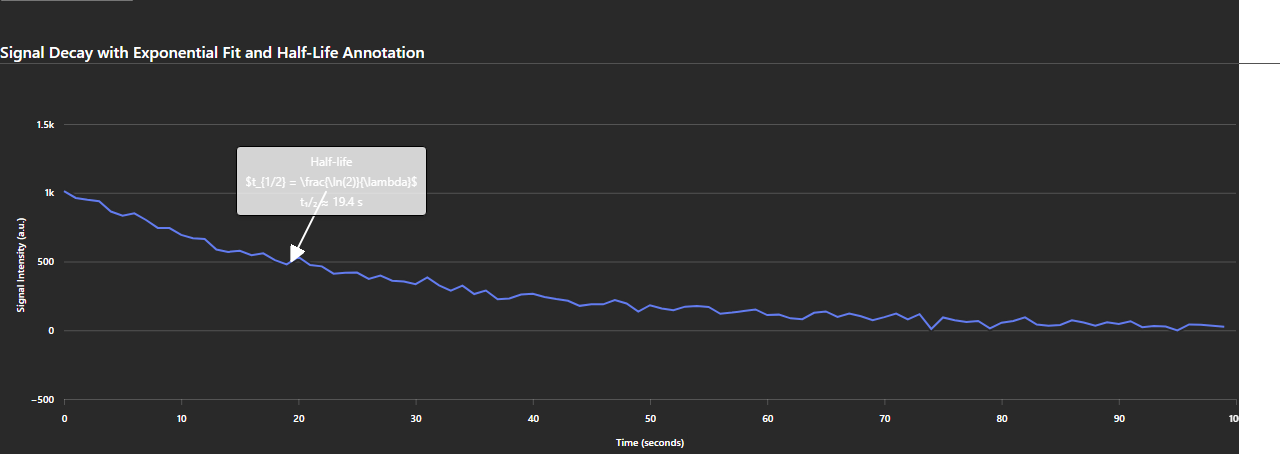 Signal Decay with Exponential Fit and Half-Life Annotation
1.5k
1k
500
0
−500
Signal Intensity (a.u.)
Half-life
$t_{1/2} = \frac{\ln(2)}{\lambda}$
t₁/₂ ≈ 19.4 s
0 10 20 30 40 50 60 70 80 90 10
Time (seconds)